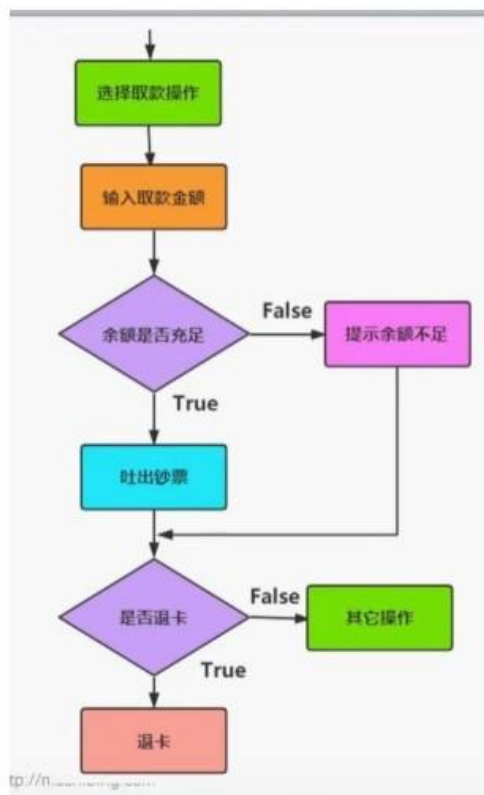 选择取款操作
输入取款金额
余额是否充足
False
提示余额不足
True
吐出钞票
是否退卡
False
其它操作
True
退卡